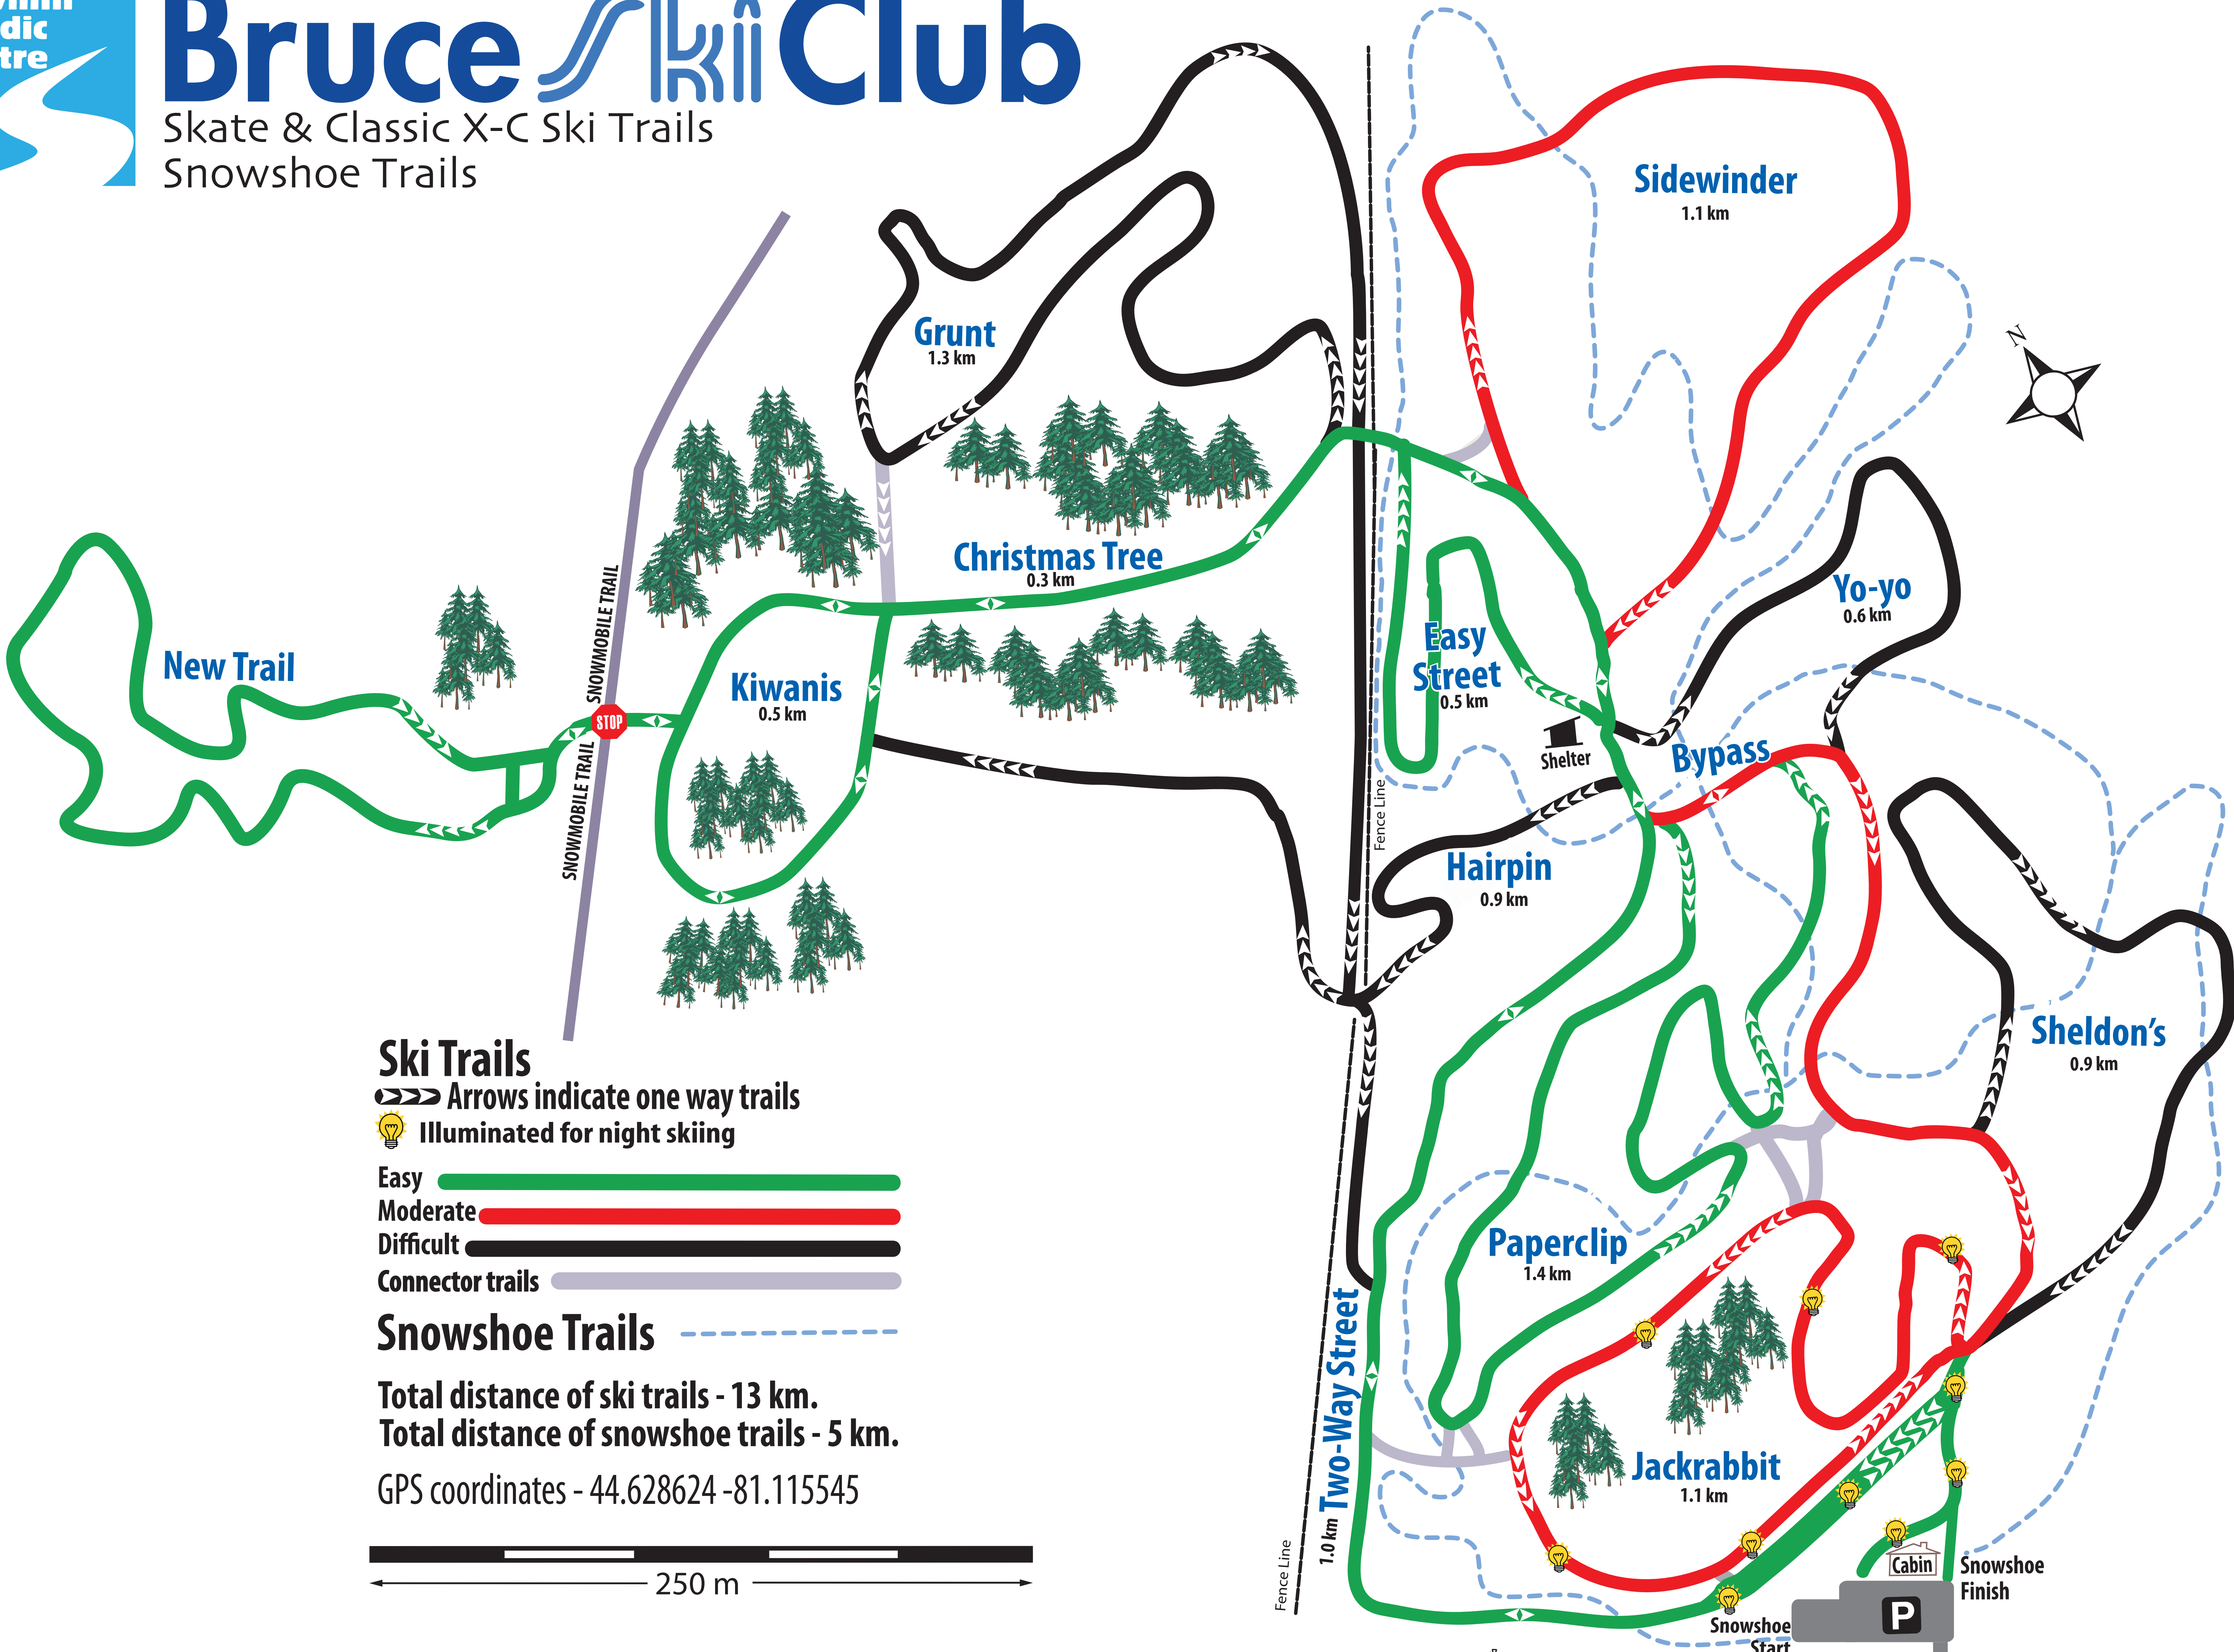 dic
tre
Bruce Ski Club
Skate & Classic X-C Ski Trails
Snowshoe Trails
Sidewinder
1.1 km
N
Grunt
1.3 km
Christmas Tree
0.3 km
Yo-yo
0.6 km
Easy
Street
0.5 km
New Trail
SNOWMOBILE TRAIL
STOP
SNOWMOBILE TRAIL
Kiwanis
0.5 km
Shelter
Bypass
Fence Line
Hairpin
0.9 km
Sheldon's
0.9 km
Ski Trails
Arrows indicate one way trails
Illuminated for night skiing
Easy
Moderate
Difficult
Connector trails
Snowshoe Trails
Total distance of ski trails - 13 km.
Total distance of snowshoe trails - 5 km.
GPS coordinates - 44.628624 -81.115545
250 m
Paperclip
1.4 km
1.0 km Two-Way Street
Fence Line
Jackrabbit
1.1 km
Cabin
Snowshoe
Finish
P
Snowshoe
Start